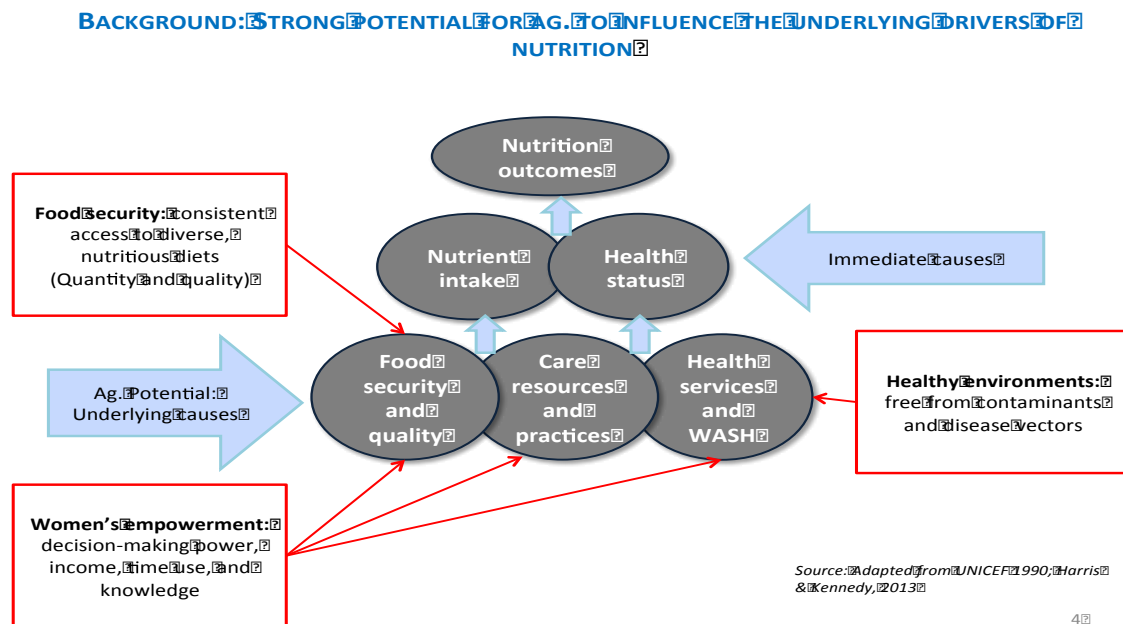 BACKGROUND: STRONG POTENTIAL FOR AG. TO INFLUENCE THE UNDERLYING DRIVERS OF
NUTRITION
Nutrition
outcomes
Food security: consistent
access to diverse,
nutritious diets
(Quantity and quality)
Nutrient
intake
Health
status
Immediate causes
Ag. Potential:
Underlying causes
Food
security
and
quality
Care
resources
and
practices
Health
services
and
WASH
Healthy environments:
free from contaminants
and disease vectors
Women's empowerment:
decision-making power,
income, time use, and
knowledge
Source: Adapted from UNICEF 1990; Harris
& Kennedy, 2013
4